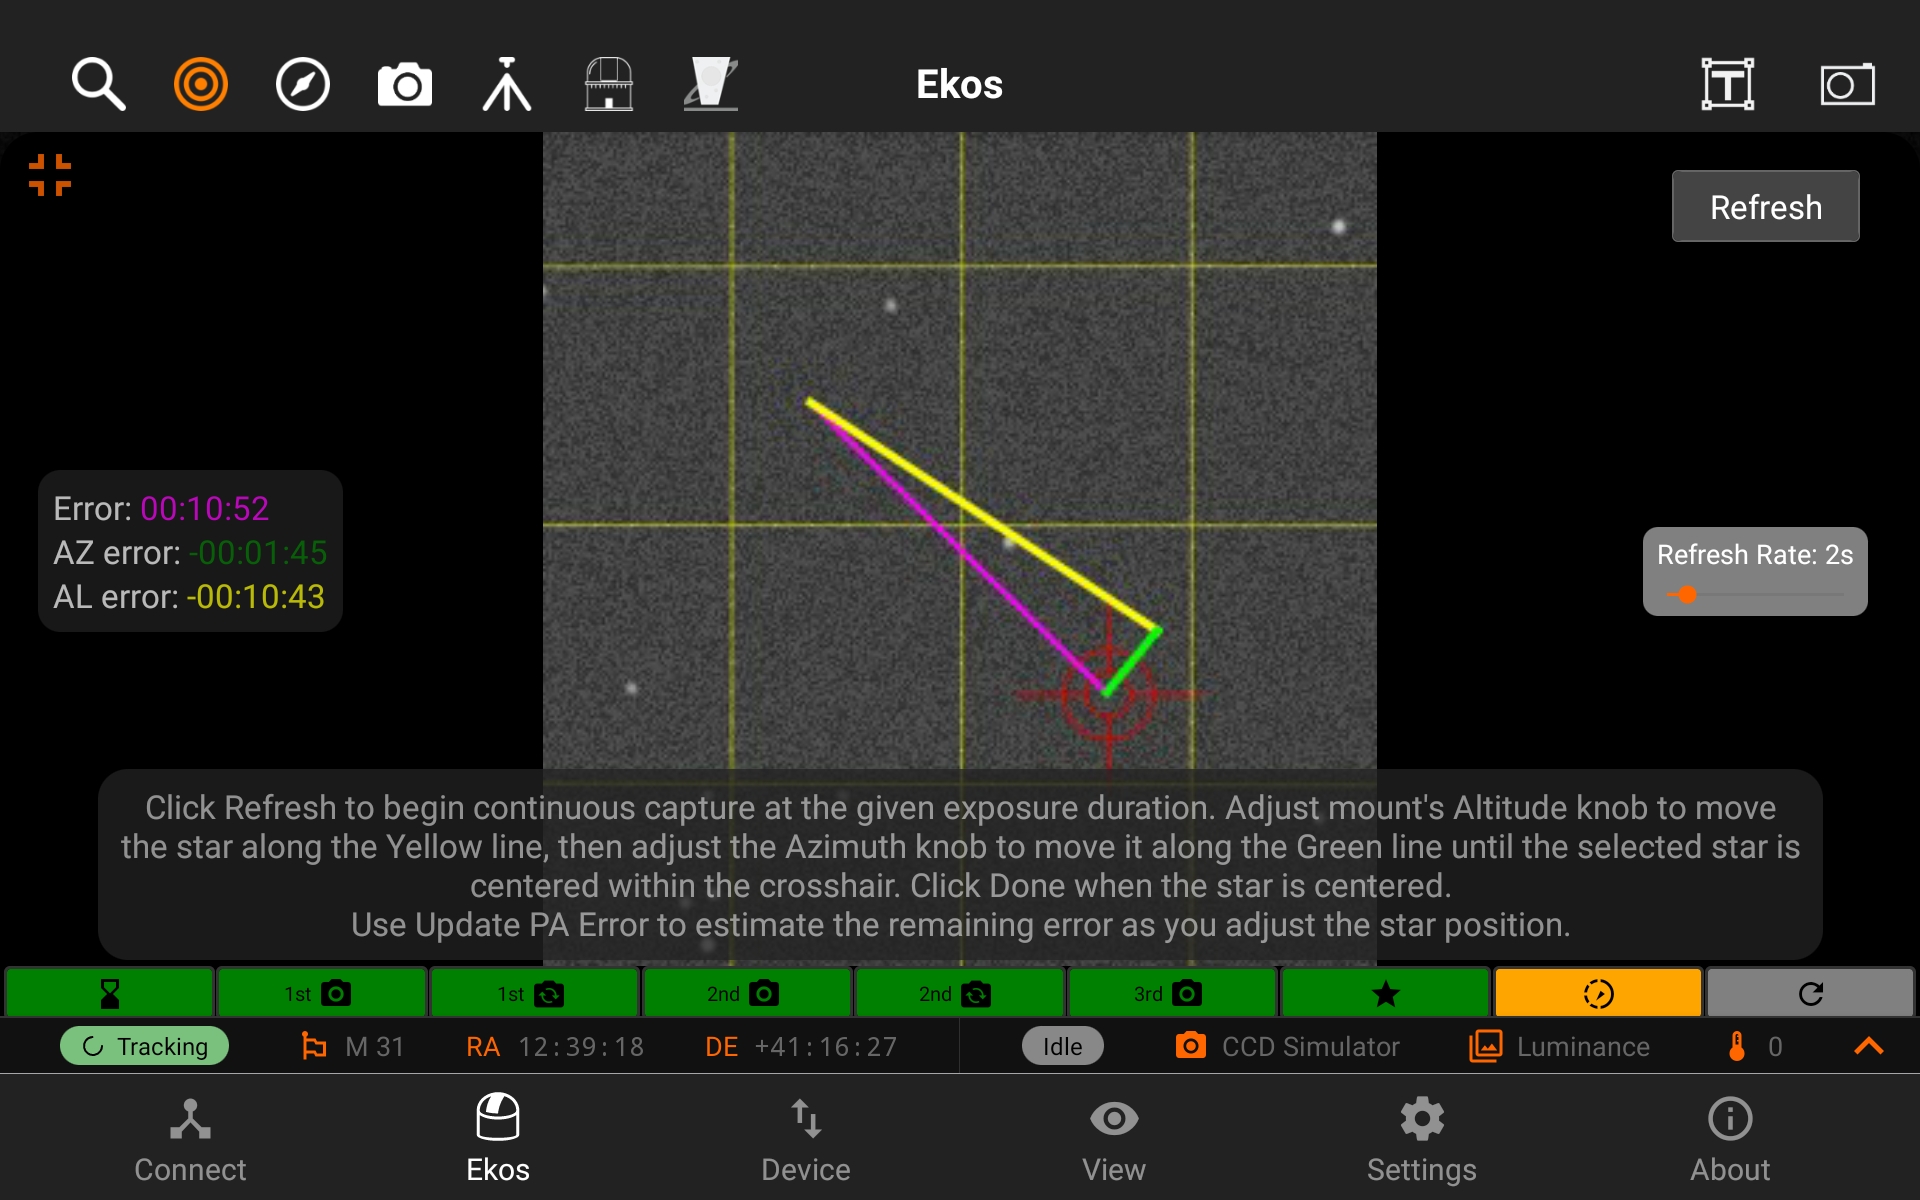 Ekos
T
Refresh
Error: 00:10:52
AZ error: -00:01:45
AL error: -00:10:43
Refresh Rate: 2s
Click Refresh to begin continuous capture at the given exposure duration. Adjust mount's Altitude knob to move
the star along the Yellow line, then adjust the Azimuth knob to move it along the Green line until the selected star is
centered within the crosshair. Click Done when the star is centered.
Use Update PA Error to estimate the remaining error as you adjust the star position.
1st 1st 2nd 2nd 3rd
Tracking M 31 RA 12:39:18 DE +41:16:27 Idle CCD Simulator Luminance 0
Connect Ekos Device View Settings About